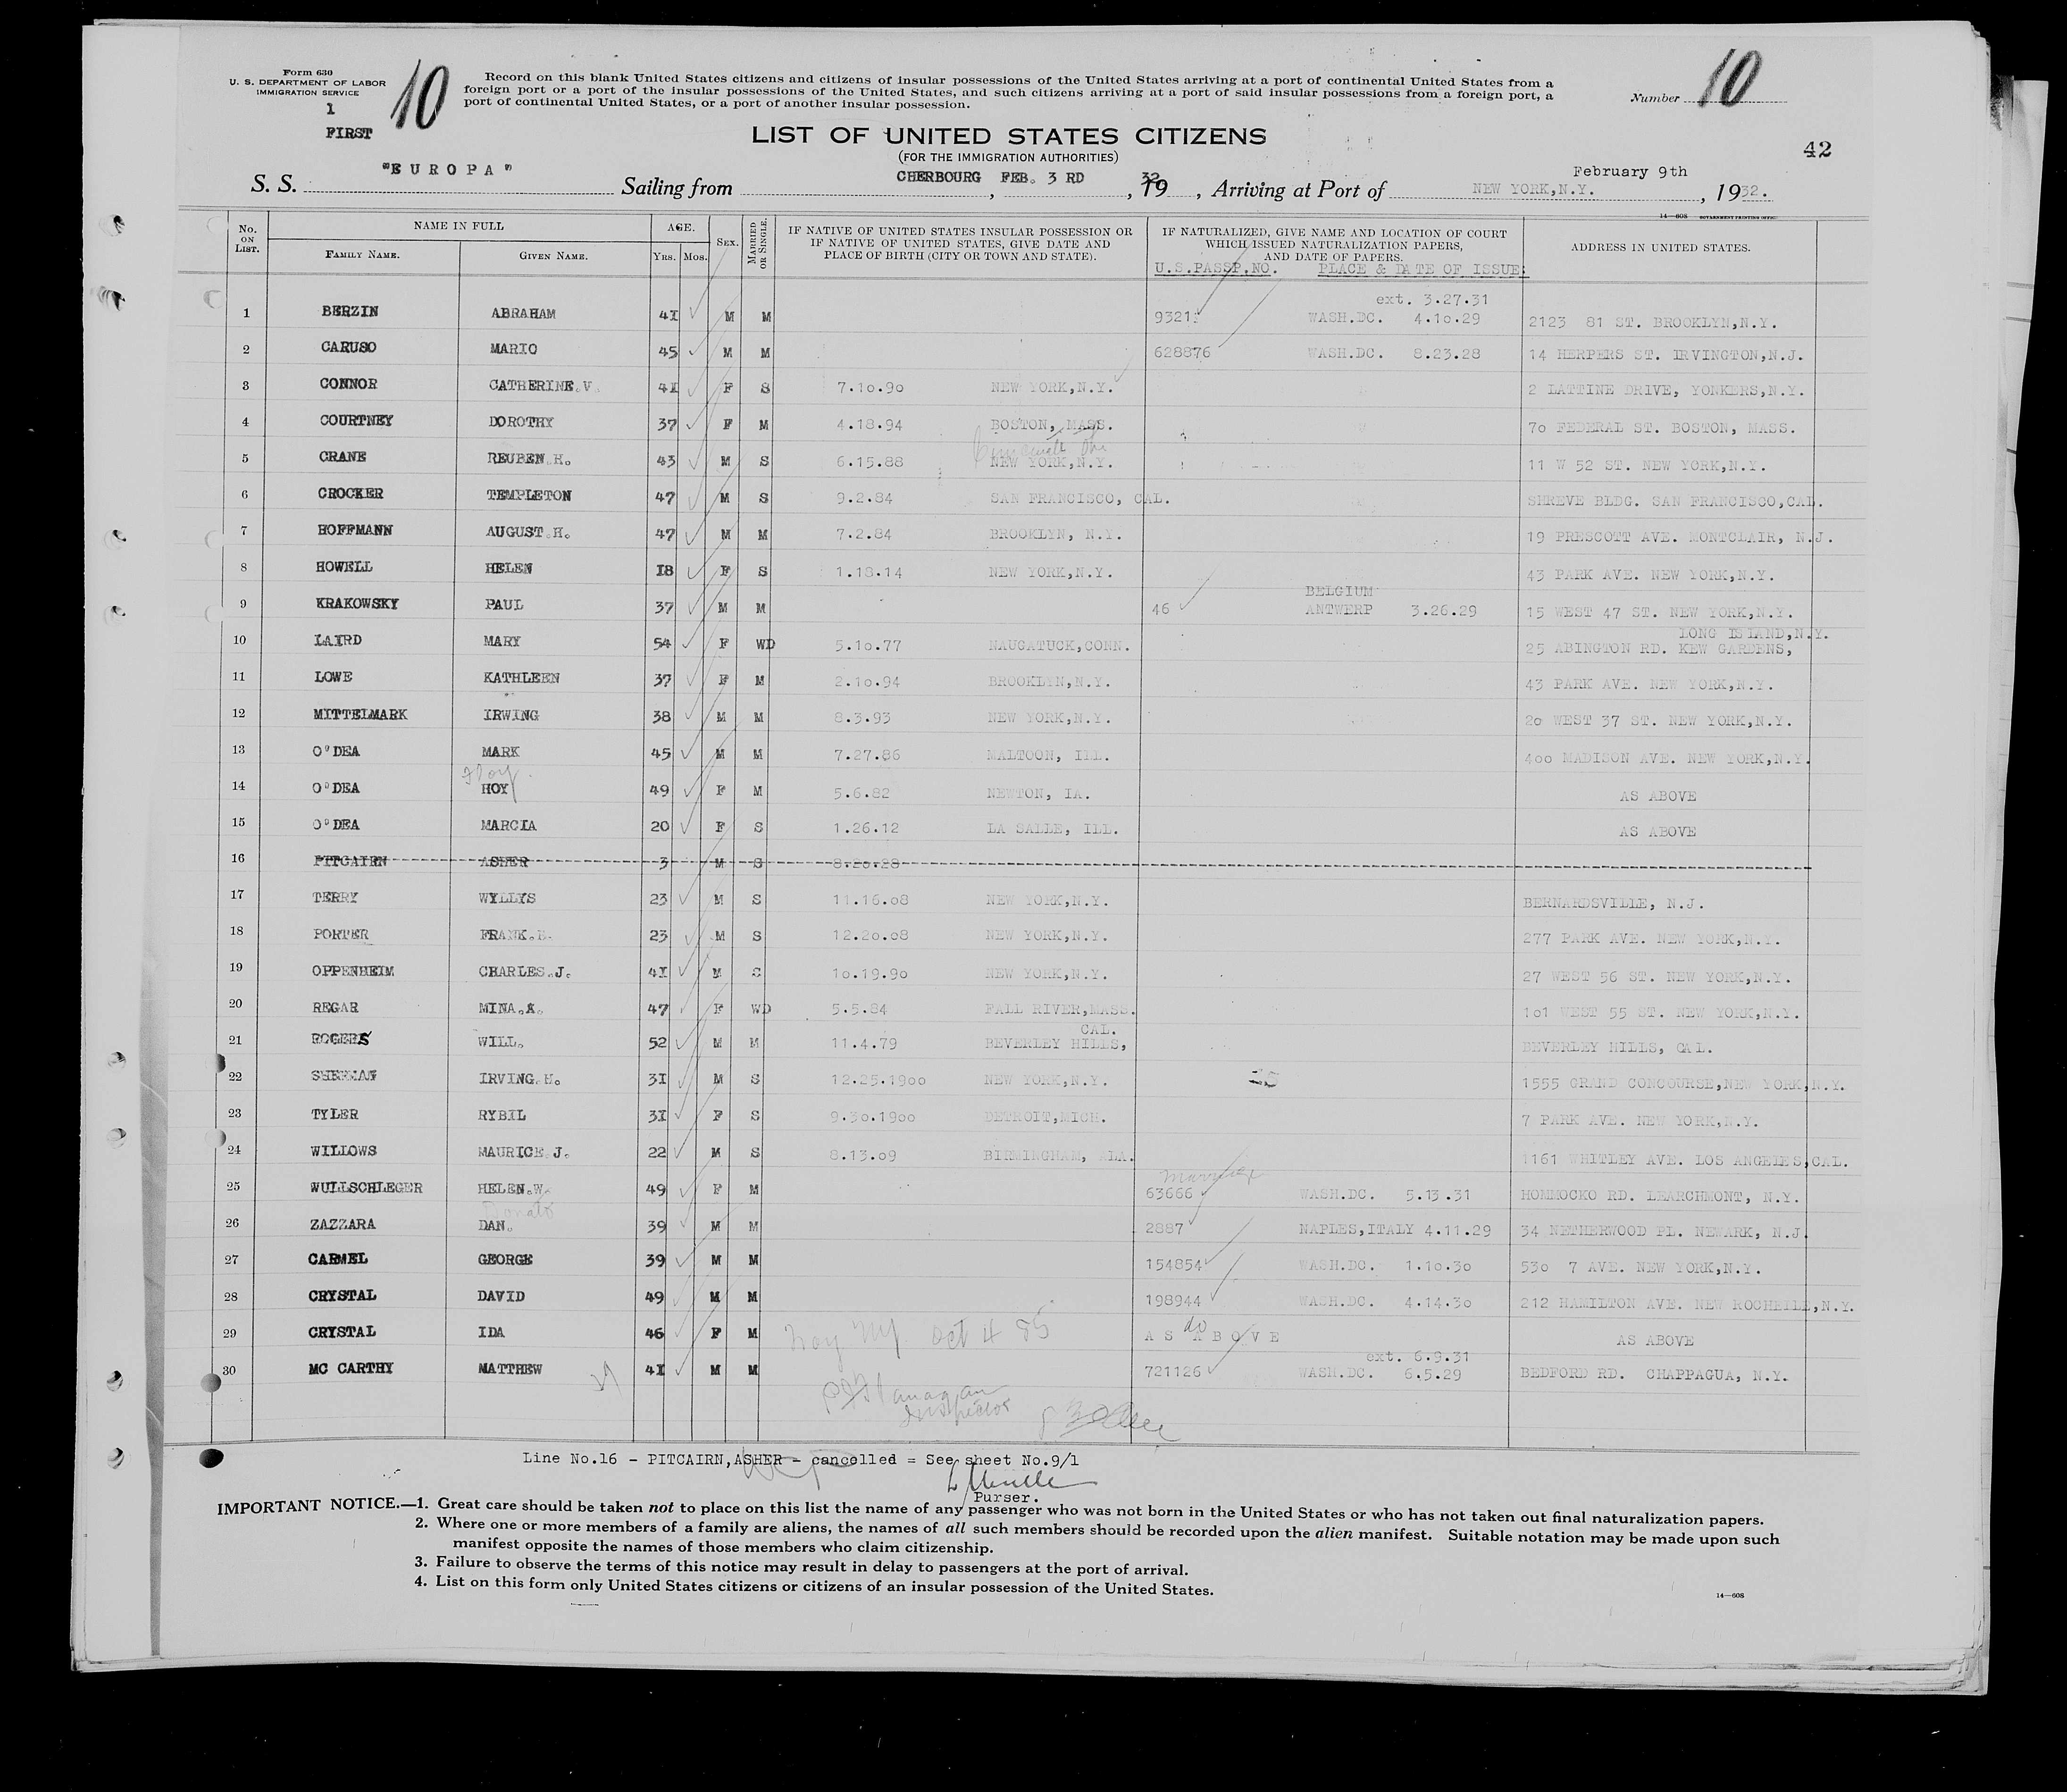 Form 630
U. S. DEPARTMENT OF LABOR
IMMIGRATION SERVICE
1
FIRST
10
Record on this blank United States citizens and citizens of insular possessions of the United States arriving at a port of continental United States from a
foreign port or a port of the insular possessions of the United States, and such citizens arriving at a port of said insular possessions from a foreign port, a
port of continental United States, or a port of another insular possession.
Number 10
LIST OF UNITED STATES CITIZENS
(FOR THE IMMIGRATION AUTHORITIES)
42
S. S. "EUROPA" Sailing from CHERBOURG FEB. 3 RD, 1932, Arriving at Port of NEW YORK,N.Y. February 9th, 1932.
14—608 GOVERNMENT PRINTING OFFICE
No. ON LIST. NAME IN FULL FAMILY NAME. GIVEN NAME. AGE. Yrs. Mos. SEX. MARRIED OR SINGLE. IF NATIVE OF UNITED STATES INSULAR POSSESSION OR IF NATIVE OF UNITED STATES, GIVE DATE AND PLACE OF BIRTH (CITY OR TOWN AND STATE). IF NATURALIZED, GIVE NAME AND LOCATION OF COURT WHICH ISSUED NATURALIZATION PAPERS, AND DATE OF PAPERS. ADDRESS IN UNITED STATES.
U.S.PASSP.NO. PLACE & DATE OF ISSUE:
ext. 3.27.31
1 BERZIN ABRAHAM 41 M M 93211 WASH.DC. 4.10.29 2123 81 ST. BROOKLYN,N.Y.
2 CARUSO MARIO 45 M M 628876 WASH.DC. 8.23.28 14 HERPERS ST. IRVINGTON,N.J.
3 CONNOR CATHERINE.V. 41 F S 7.10.90 NEW YORK,N.Y. 2 LATTINE DRIVE, YONKERS,N.Y.
4 COURTNEY DOROTHY 37 F M 4.18.94 BOSTON, MASS. 70 FEDERAL ST. BOSTON, MASS.
5 CRANE REUBEN.H. 43 M S 6.15.88 NEW YORK,N.Y. 11 W 52 ST. NEW YORK,N.Y.
6 CROCKER TEMPLETON 47 M S 9.2.84 SAN FRANCISCO, CAL. SHREVE BLDG. SAN FRANCISCO,CAL.
7 HOFFMANN AUGUST.H. 47 M M 7.2.84 BROOKLYN, N.Y. 19 PRESCOTT AVE. MONTCLAIR, N.J.
8 HOWELL HELEN 18 F S 1.18.14 NEW YORK,N.Y. 43 PARK AVE. NEW YORK,N.Y.
BELGIUM
9 KRAKOWSKY PAUL 37 M M 46 ANTWERP 3.26.29 15 WEST 47 ST. NEW YORK,N.Y.
LONG ISLAND,N.Y.
10 LAIRD MARY 54 F WD 5.10.77 NAUGATUCK,CONN. 25 ABINGTON RD. KEW GARDENS,
11 LOWE KATHLEEN 37 F M 2.10.94 BROOKLYN,N.Y. 43 PARK AVE. NEW YORK,N.Y.
12 MITTELMARK IRWING 38 M M 8.3.93 NEW YORK,N.Y. 20 WEST 37 ST. NEW YORK,N.Y.
13 O'DEA MARK 45 M M 7.27.86 MALTOON, ILL. 400 MADISON AVE. NEW YORK,N.Y.
Floy
14 O'DEA HOY 49 F M 5.6.82 NEWTON, IA. AS ABOVE
15 O'DEA MARCIA 20 F S 1.26.12 LA SALLE, ILL. AS ABOVE
16 PITCAIRN ASHER 3 M S 8.20.28
17 TERRY WYLLYS 23 M S 11.16.08 NEW YORK,N.Y. BERNARDSVILLE, N.J.
18 PORTER FRANK.B. 23 M S 12.20.08 NEW YORK,N.Y. 277 PARK AVE. NEW YORK,N.Y.
19 OPPENHEIM CHARLES.J. 41 M S 10.19.90 NEW YORK,N.Y. 27 WEST 56 ST. NEW YORK,N.Y.
20 REGAR MINA.A. 47 F WD 5.5.84 FALL RIVER,MASS. 101 WEST 55 ST. NEW YORK,N.Y.
CAL.
21 ROGERS WILL. 52 M M 11.4.79 BEVERLEY HILLS, BEVERLEY HILLS, CAL.
22 SHERMAN IRVING.H. 31 M S 12.25.1900 NEW YORK,N.Y. 1555 GRAND CONCOURSE,NEW YORK,N.Y.
23 TYLER RYBIL 31 F S 9.30.1900 DETROIT,MICH. 7 PARK AVE. NEW YORK,N.Y.
24 WILLOWS MAURICE.J. 22 M S 8.13.09 BIRMINGHAM, ALA. 1161 WHITLEY AVE. LOS ANGELES,CAL.
25 WULLSCHLEGER HELEN.W. 49 F M 63666 WASH.DC. 5.13.31 HOMMOCKO RD. LEARCHMONT, N.Y.
Donato
26 ZAZZARA DAN. 39 M M 2887 NAPLES,ITALY 4.11.29 34 NETHERWOOD PL. NEWARK, N.J.
27 CARMEL GEORGE 39 M M 154854 WASH.DC. 1.10.30 530 7 AVE. NEW YORK,N.Y.
28 CRYSTAL DAVID 49 M M 198944 WASH.DC. 4.14.30 212 HAMILTON AVE. NEW ROCHELLE,N.Y.
29 CRYSTAL IDA 46 F M Troy NY. Oct 4 85 AS ABOVE do AS ABOVE
ext. 6.9.31
30 MC CARTHY MATTHEW 41 M M 721126 WASH.DC. 6.5.29 BEDFORD RD. CHAPPAGUA, N.Y.
Inspector
Line No.16 - PITCAIRN,ASHER - cancelled = See sheet No.9/1
Purser.
IMPORTANT NOTICE.—1. Great care should be taken not to place on this list the name of any passenger who was not born in the United States or who has not taken out final naturalization papers.
2. Where one or more members of a family are aliens, the names of all such members should be recorded upon the alien manifest. Suitable notation may be made upon such
manifest opposite the names of those members who claim citizenship.
3. Failure to observe the terms of this notice may result in delay to passengers at the port of arrival.
4. List on this form only United States citizens or citizens of an insular possession of the United States.
14—608